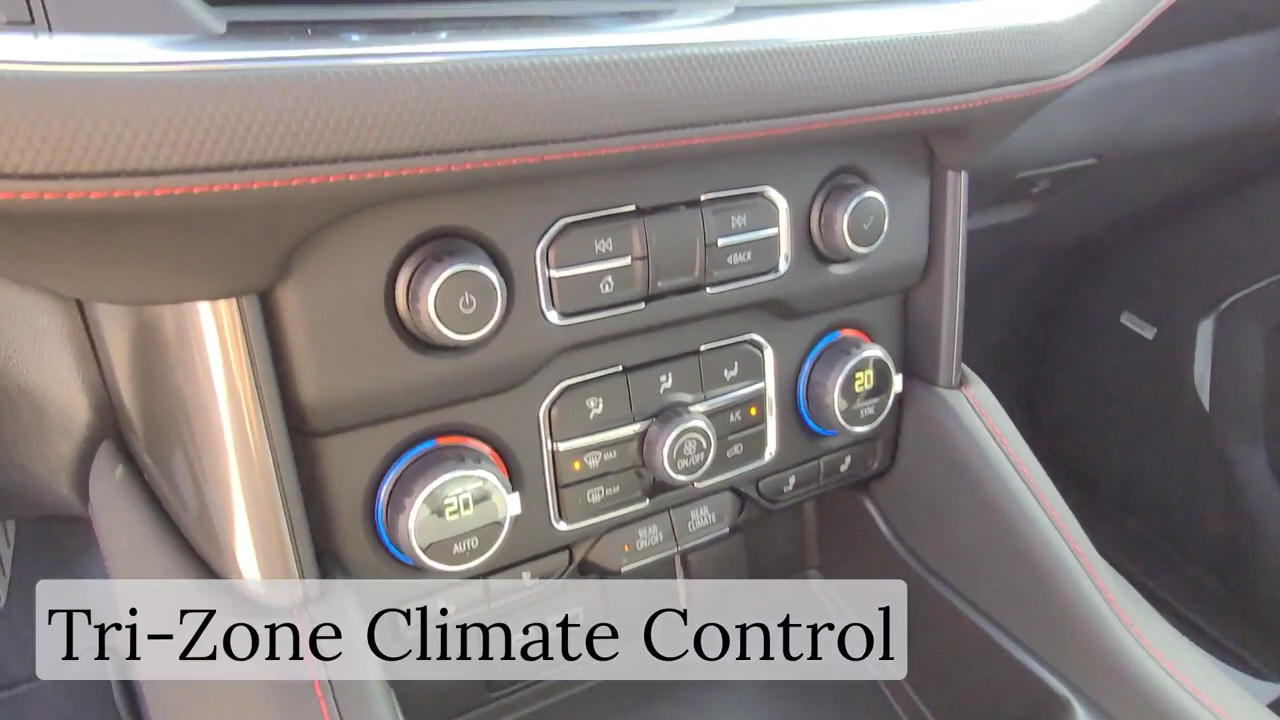 BACK
20
SYNC
A/C
MAX
ON/OFF
REAR
20
AUTO
REAR
ON/OFF
REAR
CLIMATE
Tri-Zone Climate Control